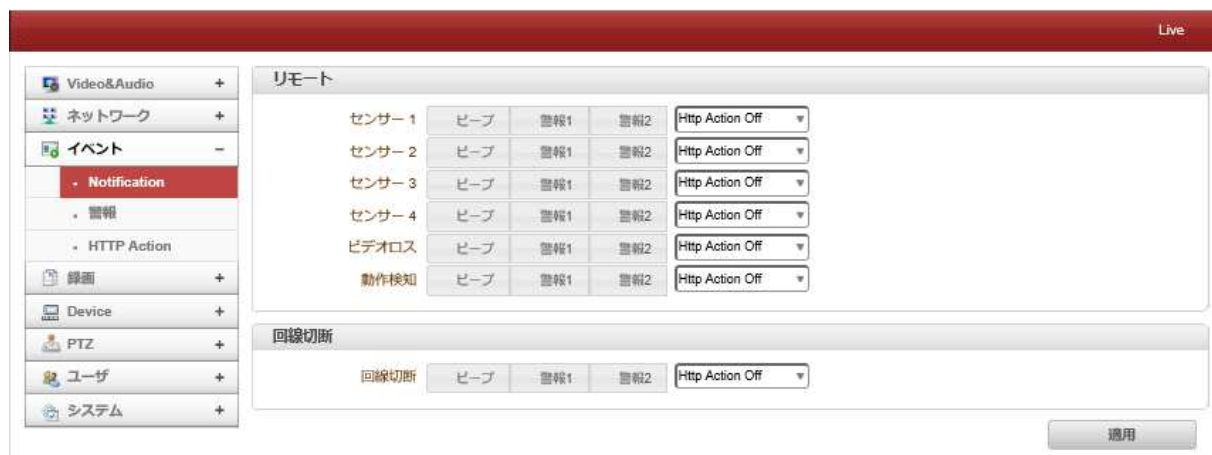 Live
Video&Audio +
ネットワーク +
イベント -
Notification
警報
HTTP Action
録画 +
Device +
PTZ +
ユーザ +
システム +
リモート
センサー 1 ビープ 警報1 警報2 Http Action Off
センサー 2 ビープ 警報1 警報2 Http Action Off
センサー 3 ビープ 警報1 警報2 Http Action Off
センサー 4 ビープ 警報1 警報2 Http Action Off
ビデオロス ビープ 警報1 警報2 Http Action Off
動作検知 ビープ 警報1 警報2 Http Action Off
回線切断
回線切断 ビープ 警報1 警報2 Http Action Off
適用